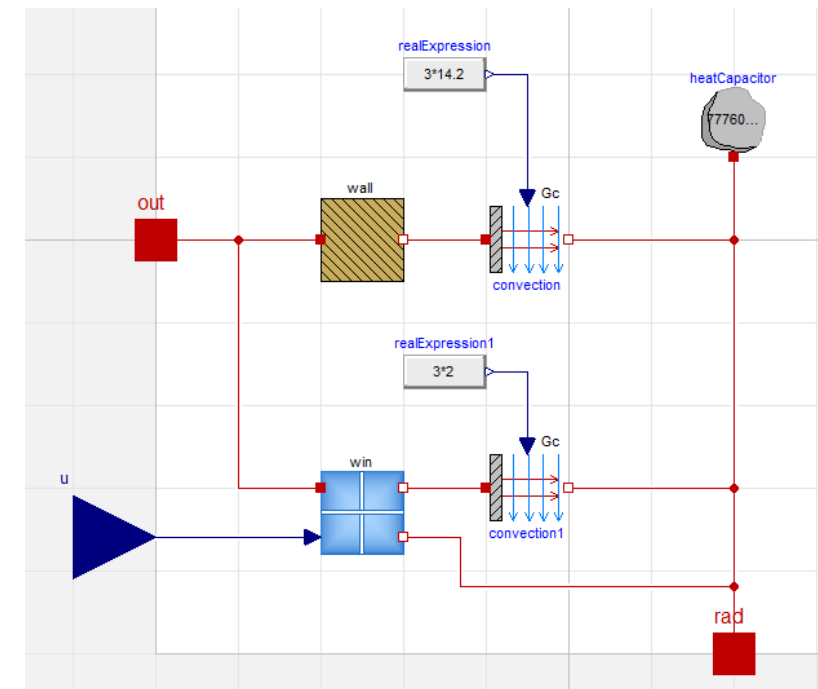 realExpression
3*14.2
heatCapacitor
77760...
out
wall
Gc
convection
realExpression1
3*2
Gc
u
win
convection1
rad